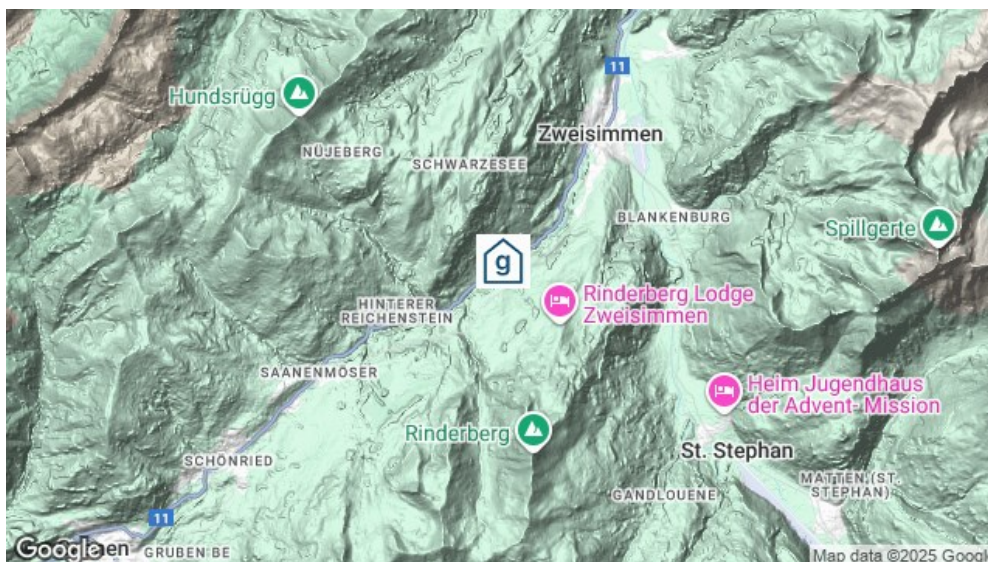 11
Hundsrügg
Zweisimmen
NÜJEBERG
SCHWARZESEE
BLANKENBURG
Spillgerte
g
Rinderberg Lodge
Zweisimmen
HINTERER
REICHENSTEIN
SAANENMÖSER
Heim Jugendhaus
der Advent- Mission
Rinderberg
St. Stephan
SCHÖNRIED
MATTEN (ST.
STEPHAN)
GANDLOUENE
11
Google
GRUBEN BE
Map data ©2025 Google